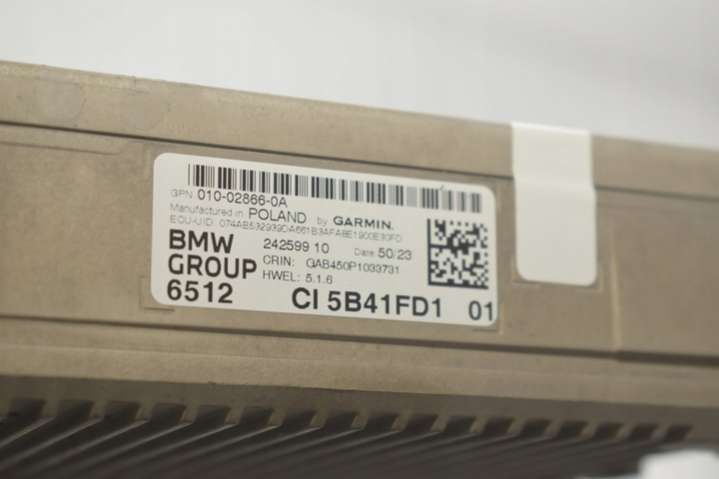 GPN 010-02866-0A
Manufactured in POLAND by GARMIN.
ECU-UID: 074AB532939DA661B3AFA8E1900E30FD
BMW GROUP 6512
242599 10 Date: 50/23
CRIN: GAB450P1033731
HWEL: 5.1.6
CI 5B41FD1 01